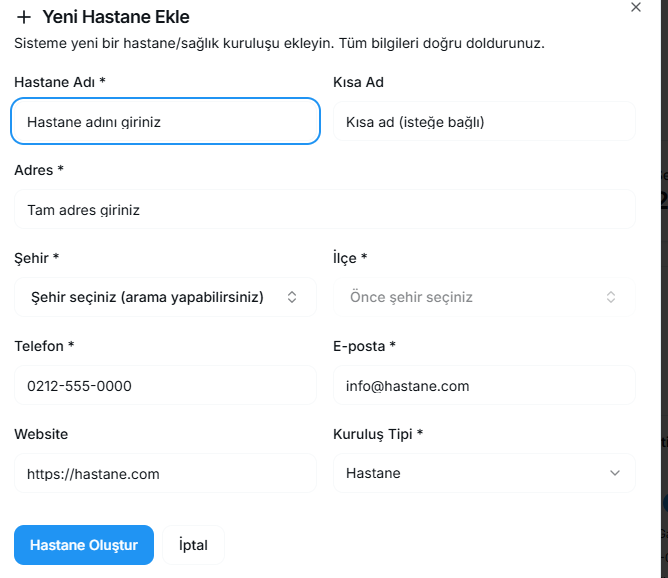 Yeni Hastane Ekle
Sisteme yeni bir hastane/sağlık kuruluşu ekleyin. Tüm bilgileri doğru doldurunuz.
Hastane Adı * Kısa Ad
Hastane adını giriniz Kısa ad (isteğe bağlı)
Adres *
Tam adres giriniz
Şehir * İlçe *
Şehir seçiniz (arama yapabilirsiniz) Önce şehir seçiniz
Telefon * E-posta *
0212-555-0000 info@hastane.com
Website Kuruluş Tipi *
https://hastane.com Hastane
Hastane Oluştur İptal